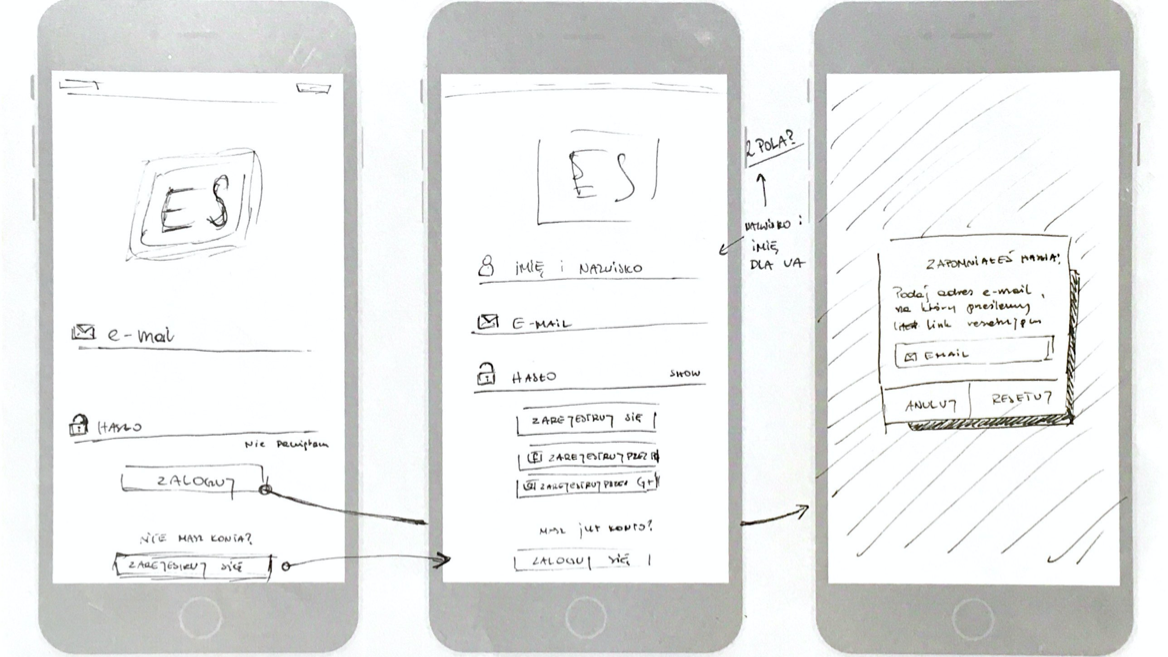 ES
e-mail
HASŁO
Nie pamiętam
ZALOGUJ
NIE MASZ KONTA?
ZAREJESTRUJ SIĘ
ES
IMIĘ I NAZWISKO
E-MAIL
HASŁO SHOW
ZAREJESTRUJ SIĘ
ZAREJESTRUJ PRZEZ
ZAREJESTRUJ PRZEZ G+
MASZ JUŻ KONTO?
ZALOGUJ SIĘ
2 POLA?
NAZWISKO i
IMIĘ
DLA UA
ZAPOMNIAŁEŚ HASŁA?
Podaj adres e-mail,
na który prześlemy
link resetujący
EMAIL
ANULUJ RESETUJ